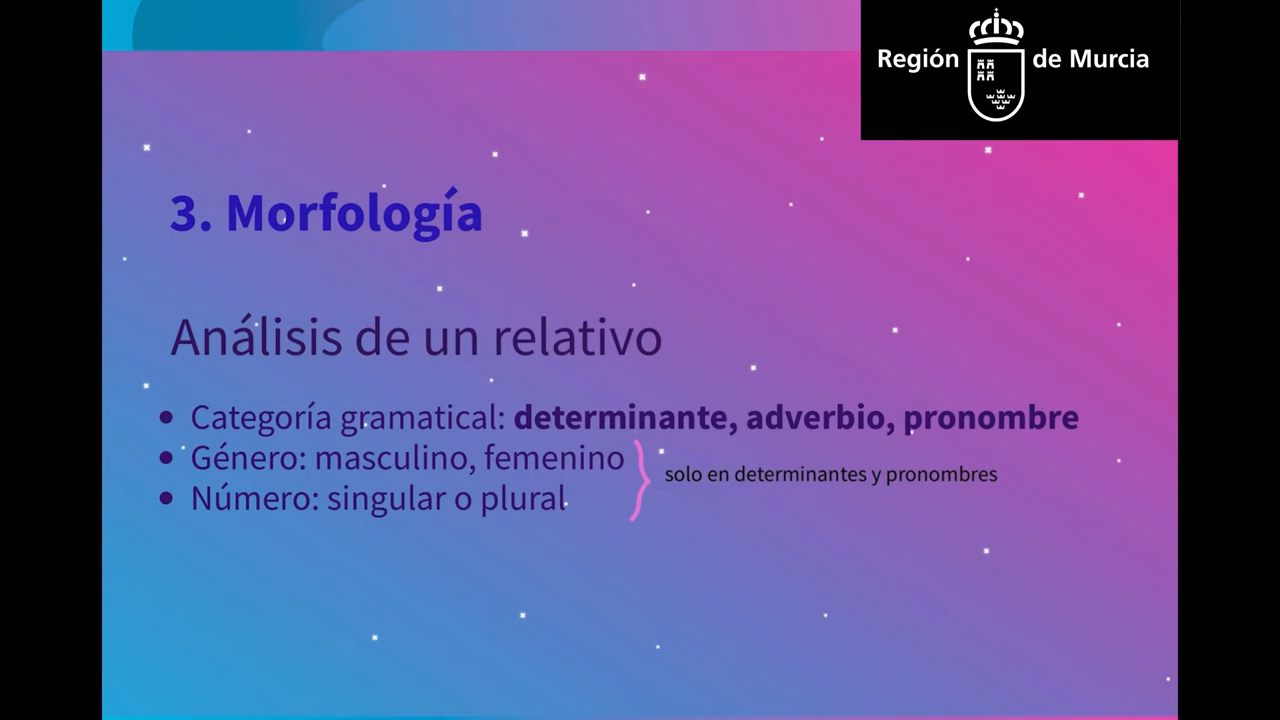 Región de Murcia
3. Morfología
Análisis de un relativo
• Categoría gramatical: determinante, adverbio, pronombre
• Género: masculino, femenino
solo en determinantes y pronombres
• Número: singular o plural